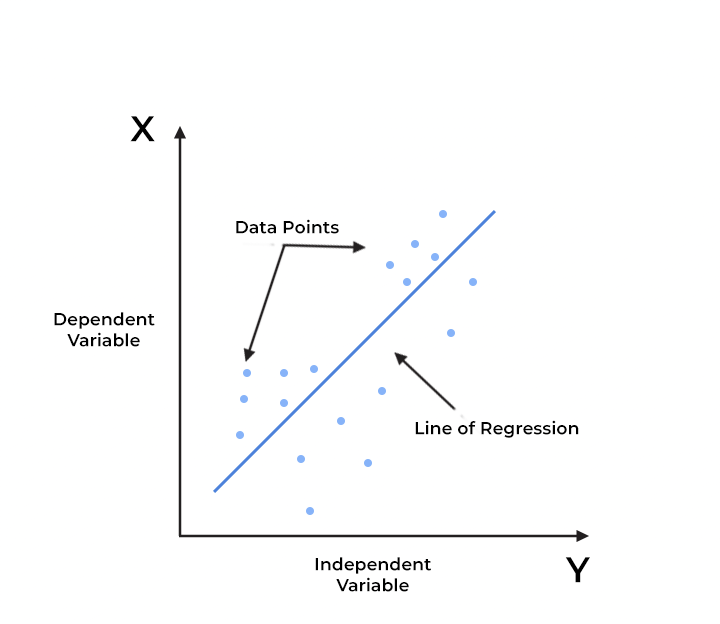 X
Data Points
Dependent
Variable
Line of Regression
Independent
Variable
Y